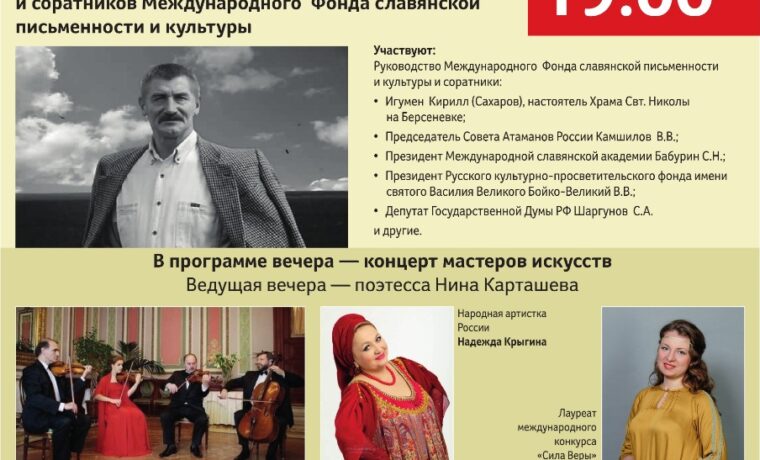 и соратников Международного Фонда славянской
письменности и культуры
19.00
Участвуют:
Руководство Международного Фонда славянской письменности
и культуры и соратники:
• Игумен Кирилл (Сахаров), настоятель Храма Свт. Николы
на Берсеневке;
• Председатель Совета Атаманов России Камшилов В.В.;
• Президент Международной славянской академии Бабурин С.Н.;
• Президент Русского культурно-просветительского фонда имени
святого Василия Великого Бойко-Великий В.В.;
• Депутат Государственной Думы РФ Шаргунов С.А.
и другие.
В программе вечера — концерт мастеров искусств
Ведущая вечера — поэтесса Нина Карташева
Народная артистка
России
Надежда Крыгина
Лауреат
международного
конкурса
«Сила Веры»